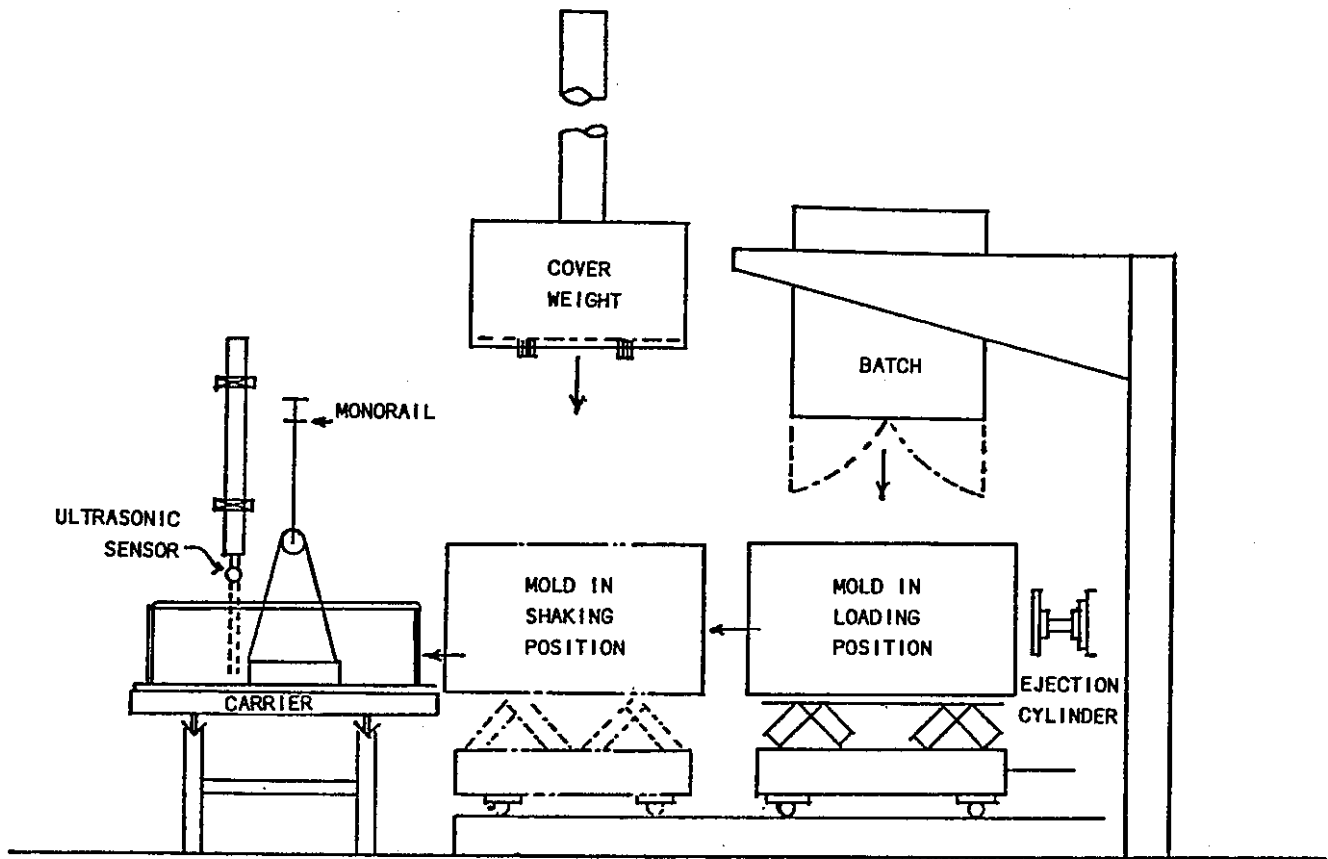 COVER
WEIGHT
BATCH
MONORAIL
ULTRASONIC
SENSOR
MOLD IN
SHAKING
POSITION
MOLD IN
LOADING
POSITION
EJECTION
CYLINDER
CARRIER